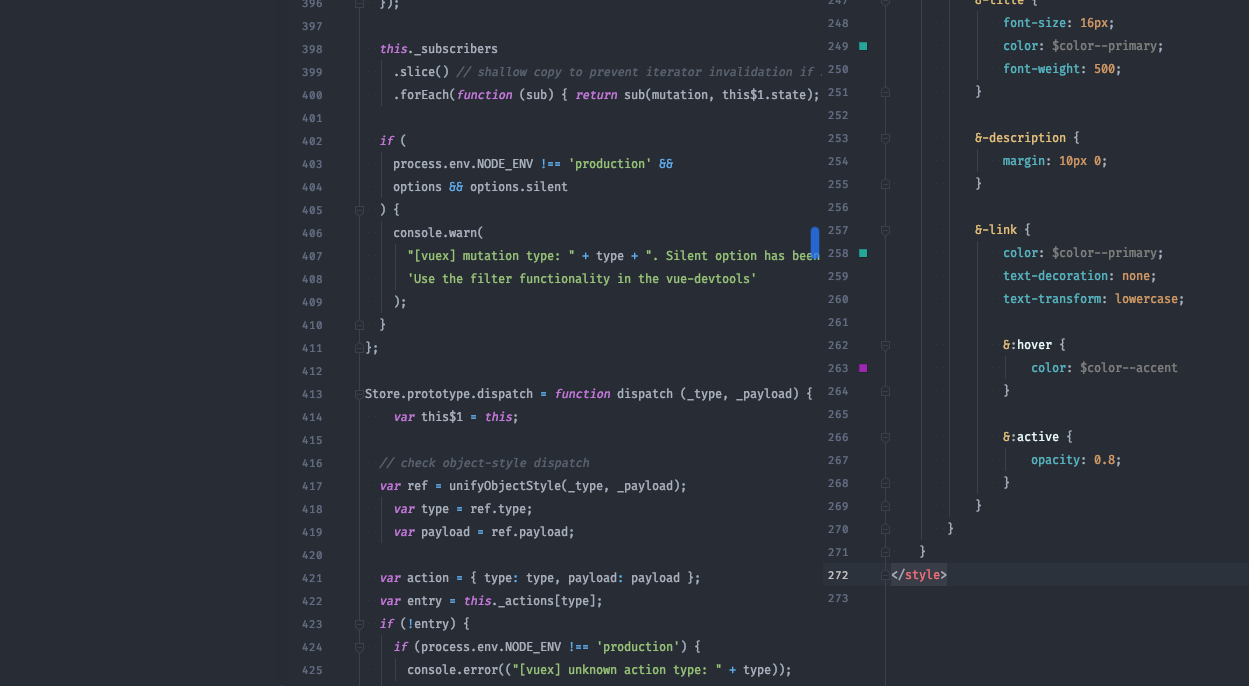 396 });
397
398 this._subscribers
399 .slice() // shallow copy to prevent iterator invalidation if
400 .forEach(function (sub) { return sub(mutation, this$1.state);
401
402 if (
403 process.env.NODE_ENV !== 'production' &&
404 options && options.silent
405 ) {
406 console.warn(
407 "[vuex] mutation type: " + type + ". Silent option has been
408 'Use the filter functionality in the vue-devtools'
409 );
410 }
411 };
412
413 Store.prototype.dispatch = function dispatch (_type, _payload) {
414 var this$1 = this;
415
416 // check object-style dispatch
417 var ref = unifyObjectStyle(_type, _payload);
418 var type = ref.type;
419 var payload = ref.payload;
420
421 var action = { type: type, payload: payload };
422 var entry = this._actions[type];
423 if (!entry) {
424 if (process.env.NODE_ENV !== 'production') {
425 console.error(("[vuex] unknown action type: " + type));
247 &-title {
248 font-size: 16px;
249 color: $color--primary;
250 font-weight: 500;
251 }
252
253 &-description {
254 margin: 10px 0;
255 }
256
257 &-link {
258 color: $color--primary;
259 text-decoration: none;
260 text-transform: lowercase;
261
262 &:hover {
263 color: $color--accent
264 }
265
266 &:active {
267 opacity: 0.8;
268 }
269 }
270 }
271 }
272 </style>
273